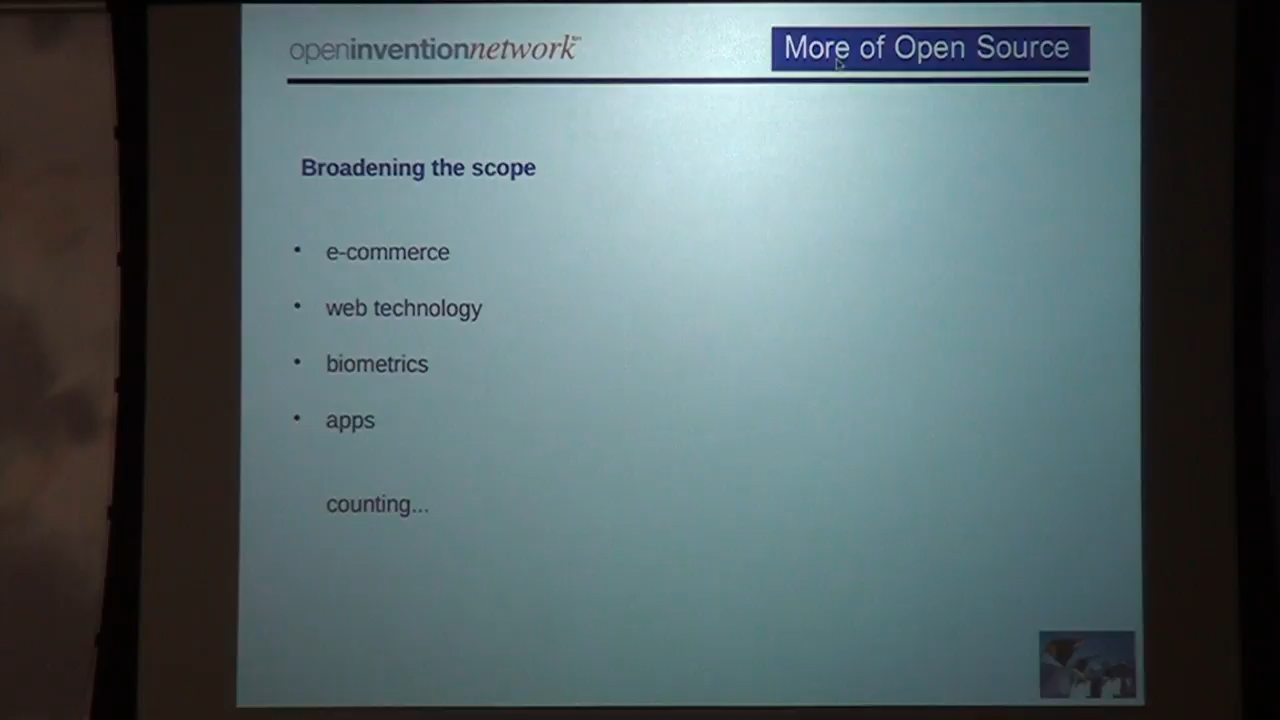 openinventionnetwork
More of Open Source
Broadening the scope
• e-commerce
• web technology
• biometrics
• apps
counting...